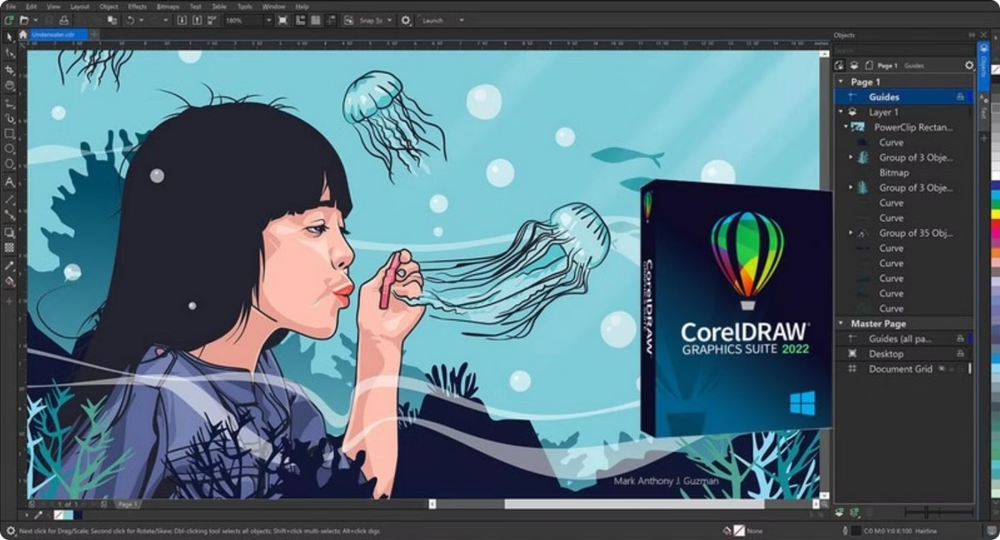 File Edit View Layout Object Effects Bitmaps Text Table Tools Window Help
180% Snap To Launch
Underwater.cdr
Objects
Page 1 Guides
Page 1
Guides
Layer 1
PowerClip Rectan...
Curve
Group of 3 Obje...
Bitmap
Group of 3 Obje...
Curve
Curve
Group of 35 Obj...
Curve
Curve
Curve
Curve
Curve
Master Page
Guides (all pa...
Desktop
Document Grid
Objects
Text
CorelDRAW
CorelDRAW®
GRAPHICS SUITE 2022
Mark Anthony J. Guzman
1 of 1 Page 1
Next click for Drag/Scale; Second click for Rotate/Skew; Dbl-clicking tool selects all objects; Shift+click multi-selects; Alt+click digs
None
C:0 M:0 Y:0 K:100 Hairline